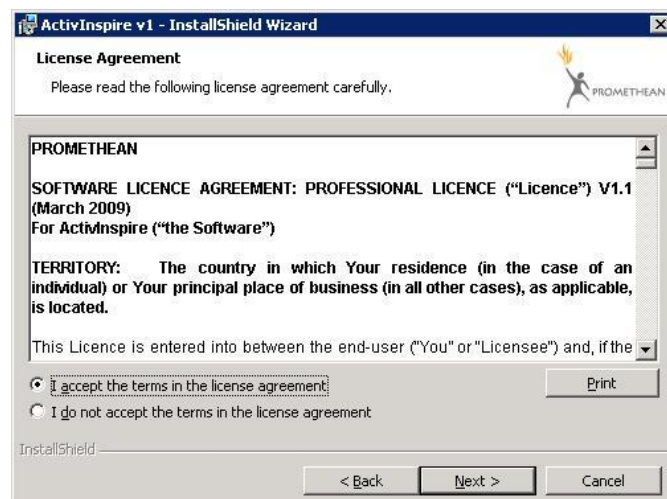 ActivInspire v1 - InstallShield Wizard
License Agreement
Please read the following license agreement carefully.
PROMETHEAN
PROMETHEAN
SOFTWARE LICENCE AGREEMENT: PROFESSIONAL LICENCE ("Licence") V1.1
(March 2009)
For ActivInspire ("the Software")
TERRITORY: The country in which Your residence (in the case of an
individual) or Your principal place of business (in all other cases), as applicable,
is located.
This Licence is entered into between the end-user ("You" or "Licensee") and, if the
I accept the terms in the license agreement
Print
I do not accept the terms in the license agreement
InstallShield
< Back
Next >
Cancel